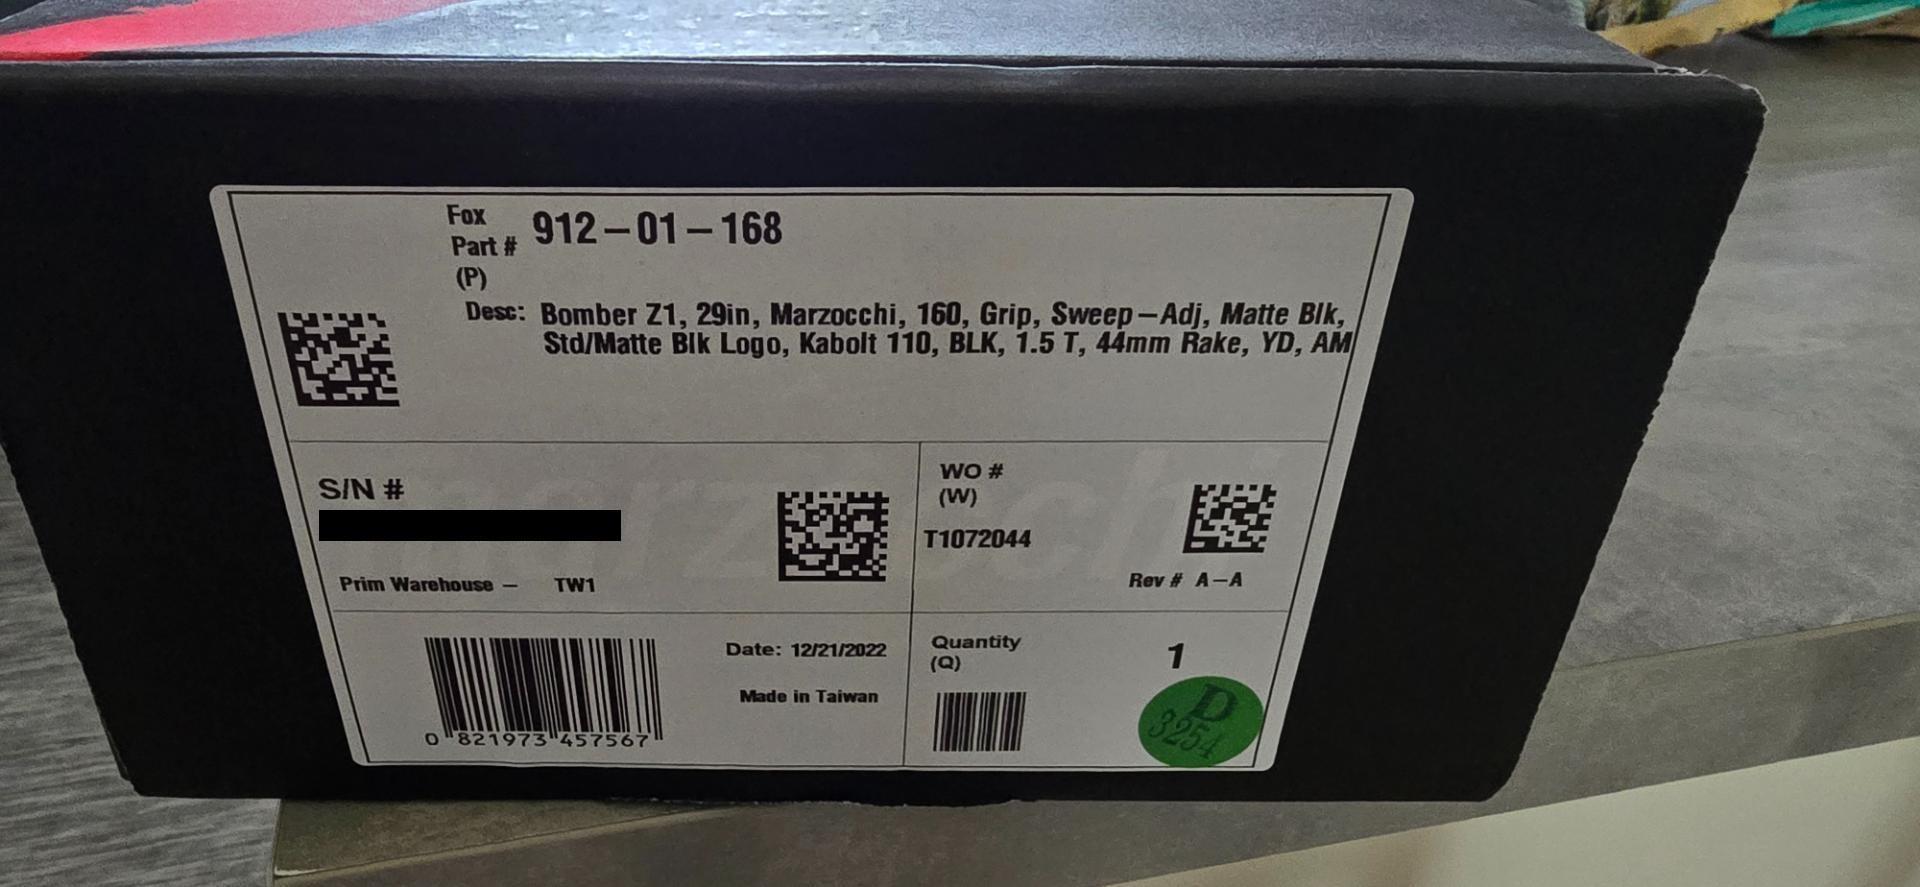 Fox
Part #
(P)
912-01-168
Desc: Bomber Z1, 29in, Marzocchi, 160, Grip, Sweep-Adj, Matte Blk,
Std/Matte Blk Logo, Kabolt 110, BLK, 1.5 T, 44mm Rake, YD, AM
S/N #
Prim Warehouse - TW1
WO #
(W)
T1072044
Rev # A-A
marzocchi
0 821973 457567
Date: 12/21/2022
Made in Taiwan
Quantity
(Q)
1
D
3254